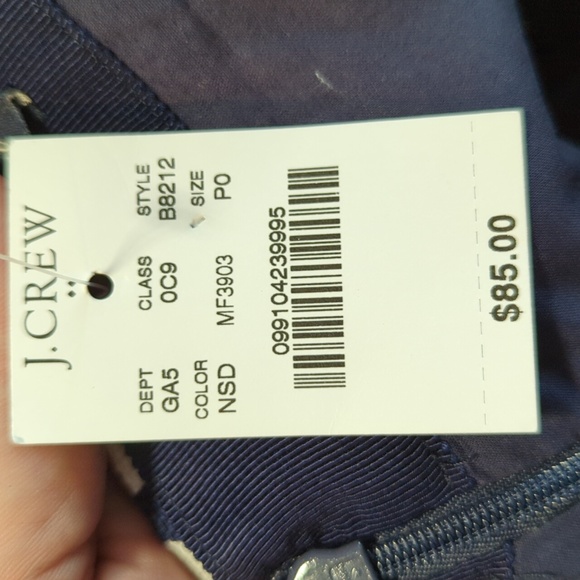 J.CREW
DEPT CLASS STYLE
GA5 0C9 B8212
COLOR SIZE
NSD MF3903 P0
099104239995
$85.00